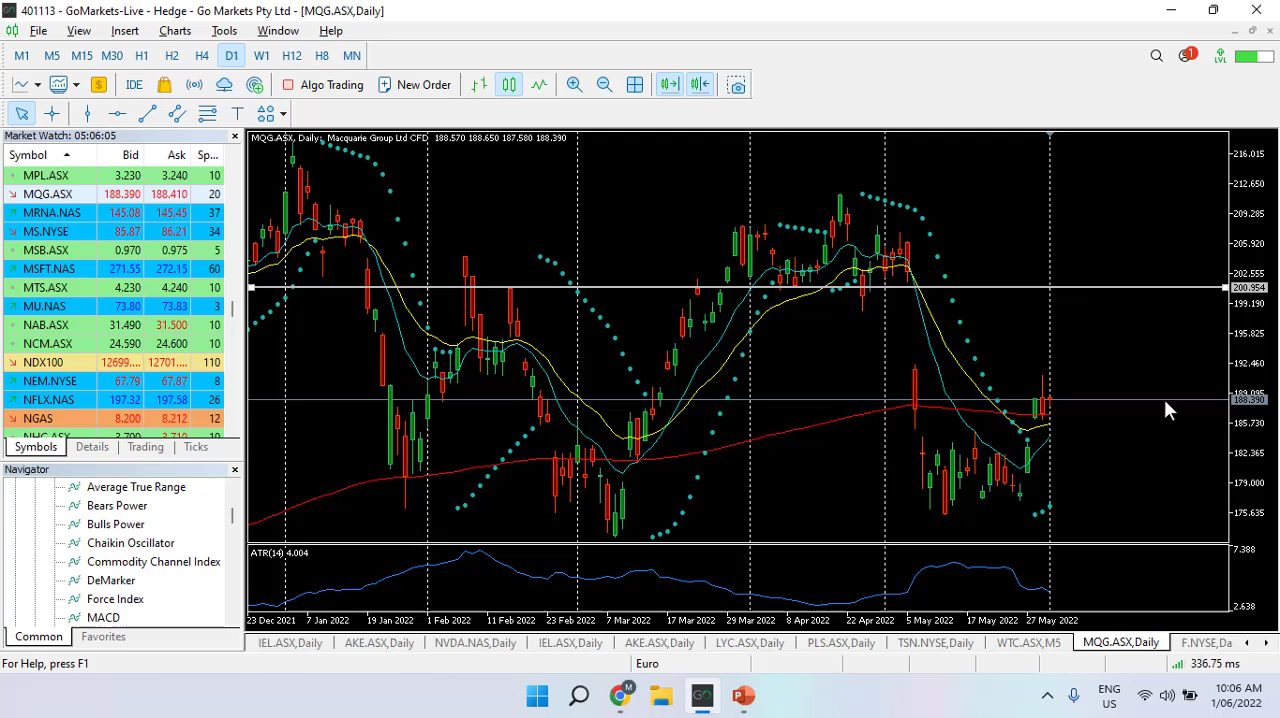 401113 - GoMarkets-Live - Hedge - Go Markets Pty Ltd - [MQG.ASX,Daily]
File View Insert Charts Tools Window Help
M1 M5 M15 M30 H1 H2 H4 D1 W1 H12 H8 MN
1 LVL
IDE Algo Trading New Order
Market Watch: 05:06:05
Symbol Bid Ask Sp...
MPL.ASX 3.230 3.240 10
MQG.ASX 188.390 188.410 20
MRNA.NAS 145.08 145.45 37
MS.NYSE 85.87 86.21 34
MSB.ASX 0.970 0.975 5
MSFT.NAS 271.55 272.15 60
MTS.ASX 4.230 4.240 10
MU.NAS 73.80 73.83 3
NAB.ASX 31.490 31.500 10
NCM.ASX 24.590 24.600 10
NDX100 12699.... 12701.... 110
NEM.NYSE 67.79 67.87 8
NFLX.NAS 197.32 197.58 26
NGAS 8.200 8.212 12
NHC.ASX 3.700 3.710 10
Symbols Details Trading Ticks
Navigator
Average True Range
Bears Power
Bulls Power
Chaikin Oscillator
Commodity Channel Index
DeMarker
Force Index
MACD
Common Favorites
MQG.ASX, Daily: Macquarie Group Ltd CFD 188.570 188.650 187.580 188.390
216.015
212.650
209.285
205.920
202.555
200.954
199.190
195.825
192.460
188.390
185.730
182.365
179.000
175.635
ATR(14) 4.004
7.388
2.638
23 Dec 2021 7 Jan 2022 19 Jan 2022 1 Feb 2022 11 Feb 2022 23 Feb 2022 7 Mar 2022 17 Mar 2022 29 Mar 2022 8 Apr 2022 22 Apr 2022 5 May 2022 17 May 2022 27 May 2022
IEL.ASX,Daily AKE.ASX,Daily NVDA.NAS,Daily IEL.ASX,Daily AKE.ASX,Daily LYC.ASX,Daily PLS.ASX,Daily TSN.NYSE,Daily WTC.ASX,M5 MQG.ASX,Daily F.NYSE,Da
For Help, press F1 Euro 336.75 ms
GO M ENG US 10:06 AM 1/06/2022